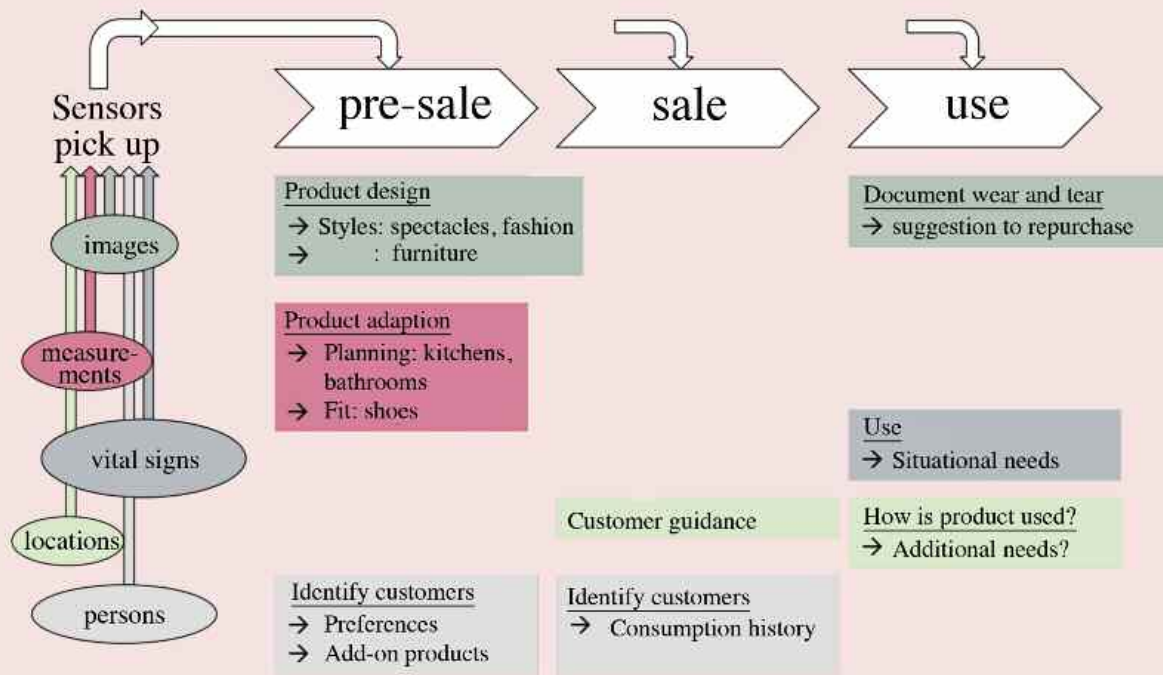 Sensors
pick up
images
measure-
ments
vital signs
locations
persons
pre-sale
sale
use
Product design
→ Styles: spectacles, fashion
→ : furniture
Document wear and tear
→ suggestion to repurchase
Product adaption
→ Planning: kitchens,
bathrooms
→ Fit: shoes
Use
→ Situational needs
Customer guidance
How is product used?
→ Additional needs?
Identify customers
→ Preferences
→ Add-on products
Identify customers
→ Consumption history